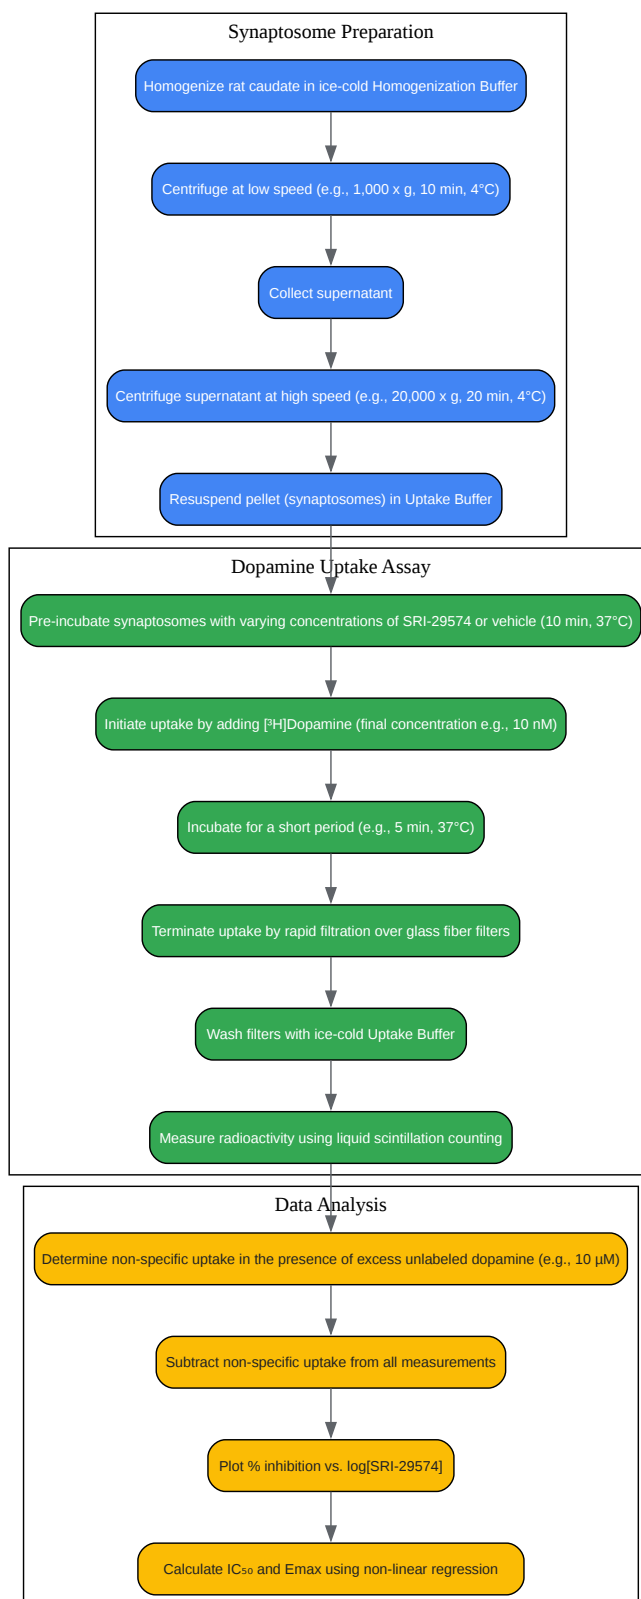 Synaptosome Preparation
Homogenize rat caudate in ice-cold Homogenization Buffer
Centrifuge at low speed (e.g., 1,000 x g, 10 min, 4°C)
Collect supernatant
Centrifuge supernatant at high speed (e.g., 20,000 x g, 20 min, 4°C)
Resuspend pellet (synaptosomes) in Uptake Buffer
Dopamine Uptake Assay
Pre-incubate synaptosomes with varying concentrations of SRI-29574 or vehicle (10 min, 37°C)
Initiate uptake by adding [³H]Dopamine (final concentration e.g., 10 nM)
Incubate for a short period (e.g., 5 min, 37°C)
Terminate uptake by rapid filtration over glass fiber filters
Wash filters with ice-cold Uptake Buffer
Measure radioactivity using liquid scintillation counting
Data Analysis
Determine non-specific uptake in the presence of excess unlabeled dopamine (e.g., 10 µM)
Subtract non-specific uptake from all measurements
Plot % inhibition vs. log[SRI-29574]
Calculate IC₅₀ and Emax using non-linear regression